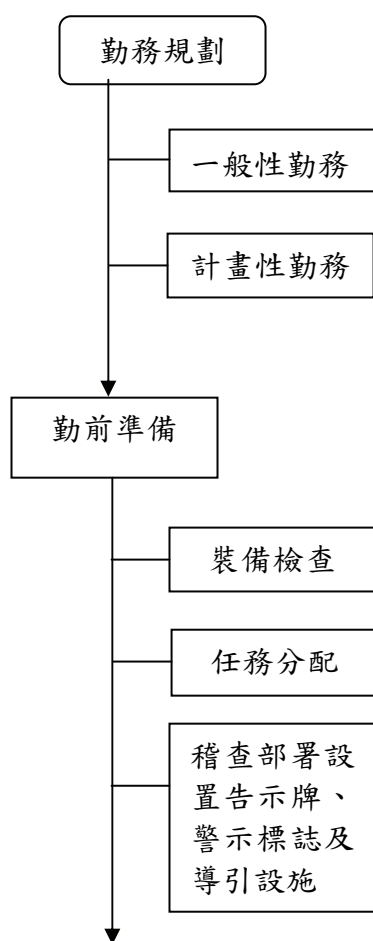 勤務規劃
一般性勤務
計畫性勤務
勤前準備
裝備檢查
任務分配
稽查部署設
置告示牌、
警示標誌及
導引設施